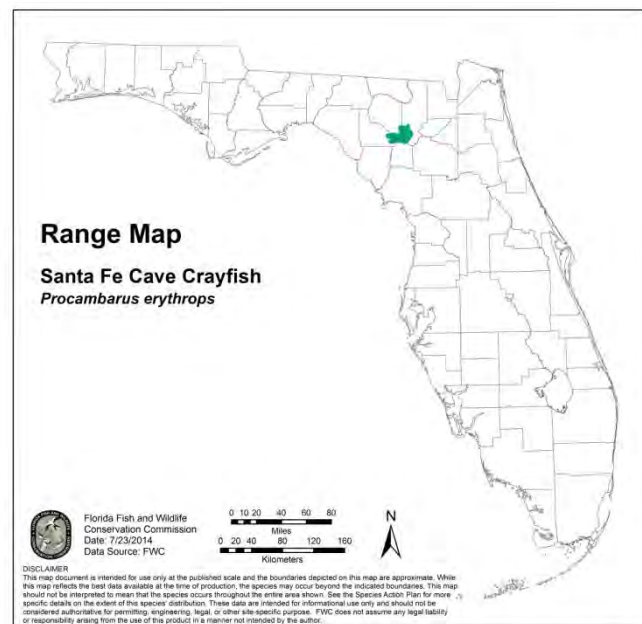 Range Map
Santa Fe Cave Crayfish
Procambarus erythrops
Florida Fish and Wildlife
Conservation Commission
Date: 7/23/2014
Data Source: FWC
0 10 20 40 60 80
Miles
0 20 40 80 120 160
Kilometers
N
DISCLAIMER
This map document is intended for use only at the published scale and the boundaries depicted on this map are approximate. While
this map reflects the best data available at the time of production, the species may occur beyond the indicated boundaries. This map
should not be interpreted to mean that the species occurs throughout the entire area shown. See the Species Action Plan for more
specific details on the extent of this species' distribution. These data are intended for informational use only and should not be
considered authoritative for permitting, engineering, legal, or other site-specific purpose. FWC does not assume any legal liability
or responsibility arising from the use of this product in a manner not intended by the author.